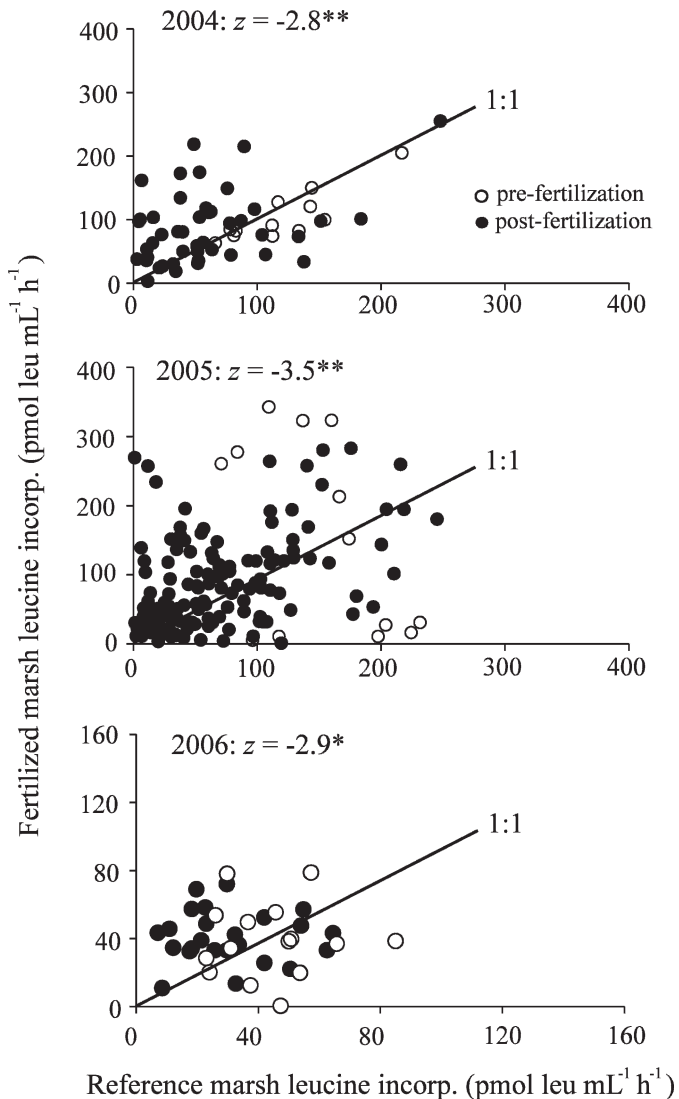 2004: z = -2.8**
400
300
200
100
0
0 100 200 300 400
1:1
pre-fertilization
post-fertilization
2005: z = -3.5**
400
300
200
100
0
0 100 200 300 400
1:1
2006: z = -2.9*
160
120
80
40
0
0 40 80 120 160
1:1
Fertilized marsh leucine incorp. (pmol leu mL⁻¹ h⁻¹)
Reference marsh leucine incorp. (pmol leu mL⁻¹ h⁻¹)